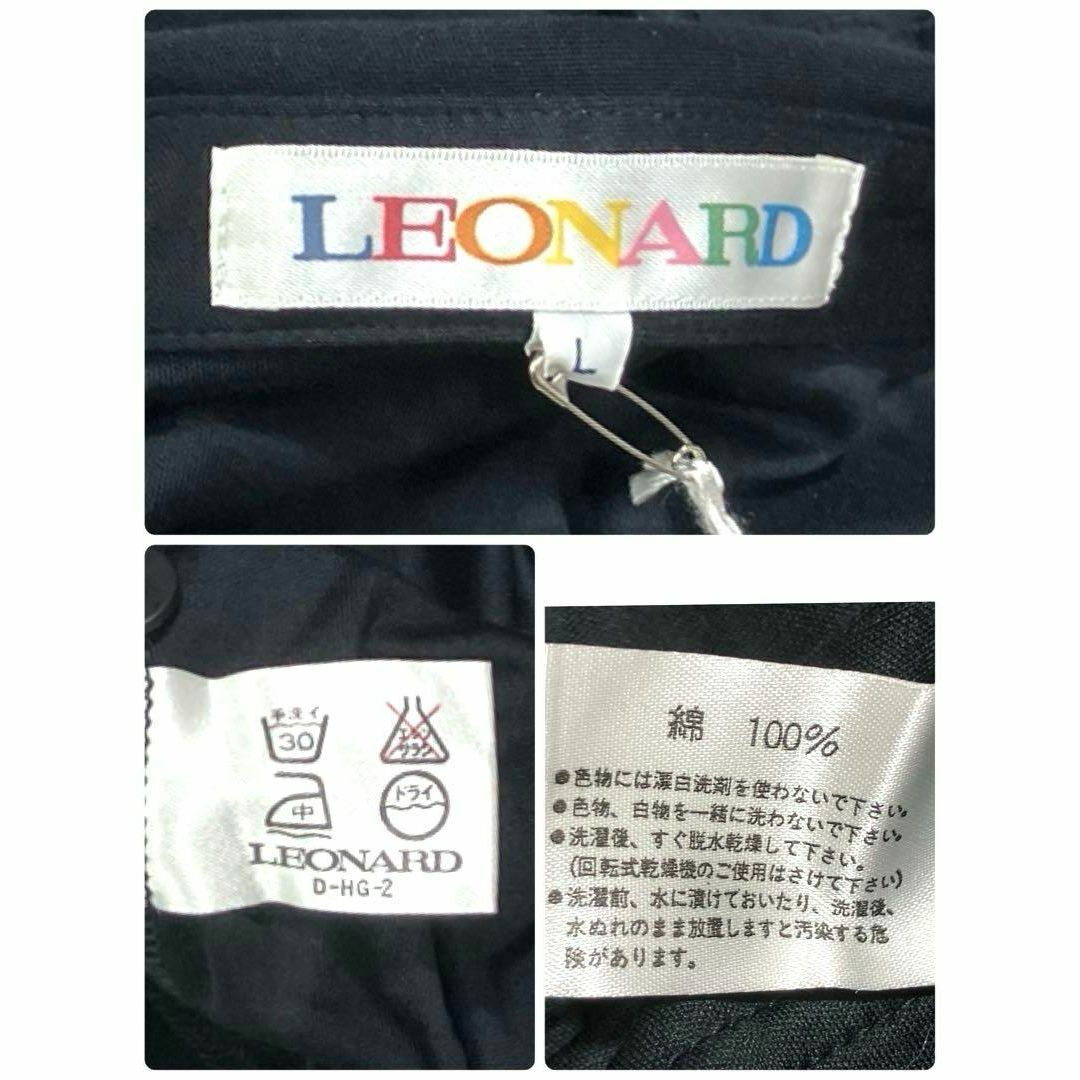 LEONARD
L
手洗イ
30
エンソ
サラシ
中
ドライ
LEONARD
D-HG-2
綿 100%
●色物には漂白洗剤を使わないで下さい。
●色物、白物を一緒に洗わないで下さい。
●洗濯後、すぐ脱水乾燥して下さい。
(回転式乾燥機のご使用はさけて下さい)
●洗濯前、水に漬けておいたり、洗濯後、
水ぬれのまま放置しますと汚染する危
険があります。